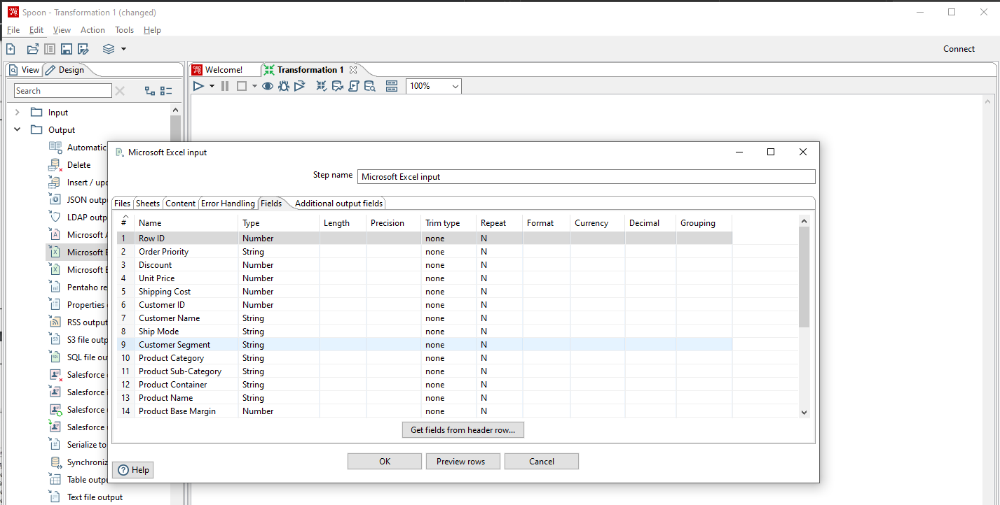 Spoon - Transformation 1 (changed)
File Edit View Action Tools Help
Connect
View Design Welcome! Transformation 1
Search 100%
Input
Output
Automatic
Delete
Insert / upd
JSON outpu
LDAP outp
Microsoft A
Microsoft E
Microsoft E
Pentaho re
Properties
RSS output
S3 file outp
SQL file ou
Salesforce
Salesforce
Salesforce
Salesforce
Serialize to
Synchroniz
Table outpu
Text file output
Microsoft Excel input
Step name Microsoft Excel input
Files Sheets Content Error Handling Fields Additional output fields
# Name Type Length Precision Trim type Repeat Format Currency Decimal Grouping
1 Row ID Number none N
2 Order Priority String none N
3 Discount Number none N
4 Unit Price Number none N
5 Shipping Cost Number none N
6 Customer ID Number none N
7 Customer Name String none N
8 Ship Mode String none N
9 Customer Segment String none N
10 Product Category String none N
11 Product Sub-Category String none N
12 Product Container String none N
13 Product Name String none N
14 Product Base Margin Number none N
Get fields from header row...
OK Preview rows Cancel
Help